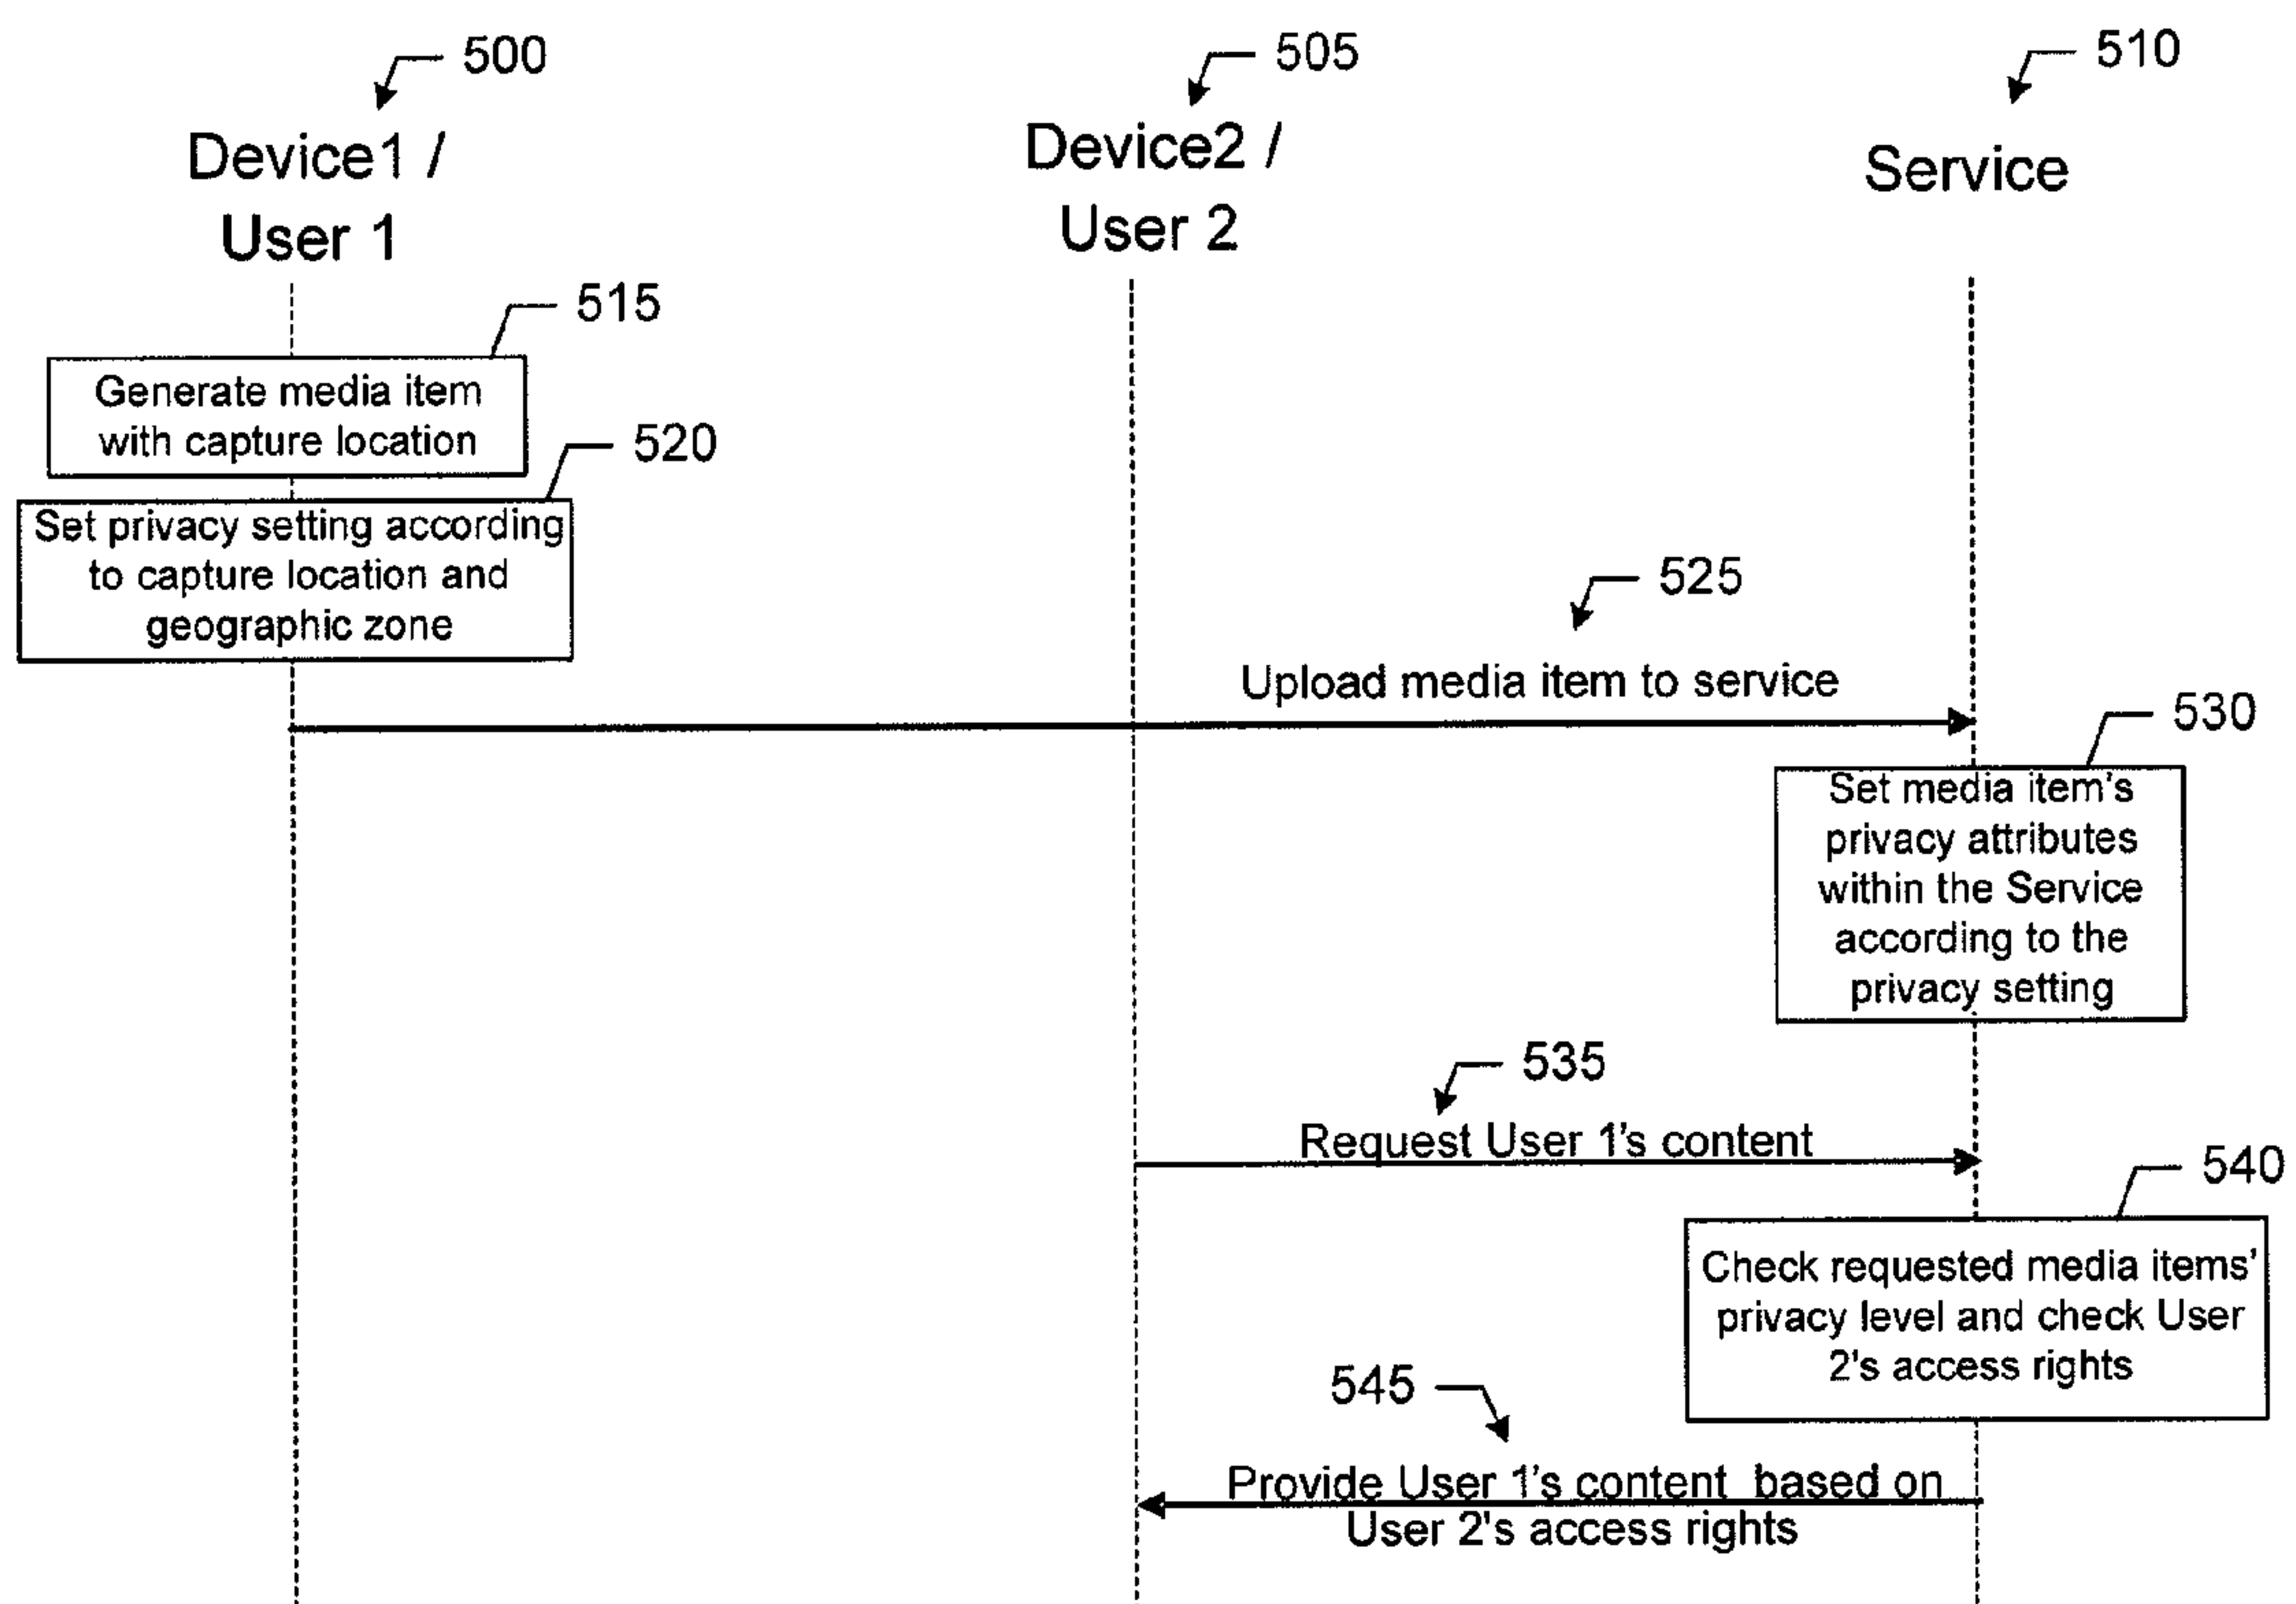 500
505
510
Device1 /
User 1
Device2 /
User 2
Service
515
Generate media item
with capture location
520
Set privacy setting according
to capture location and
geographic zone
525
Upload media item to service
530
Set media item's
privacy attributes
within the Service
according to the
privacy setting
535
Request User 1's content
540
Check requested media items'
privacy level and check User
2's access rights
545
Provide User 1's content based on
User 2's access rights